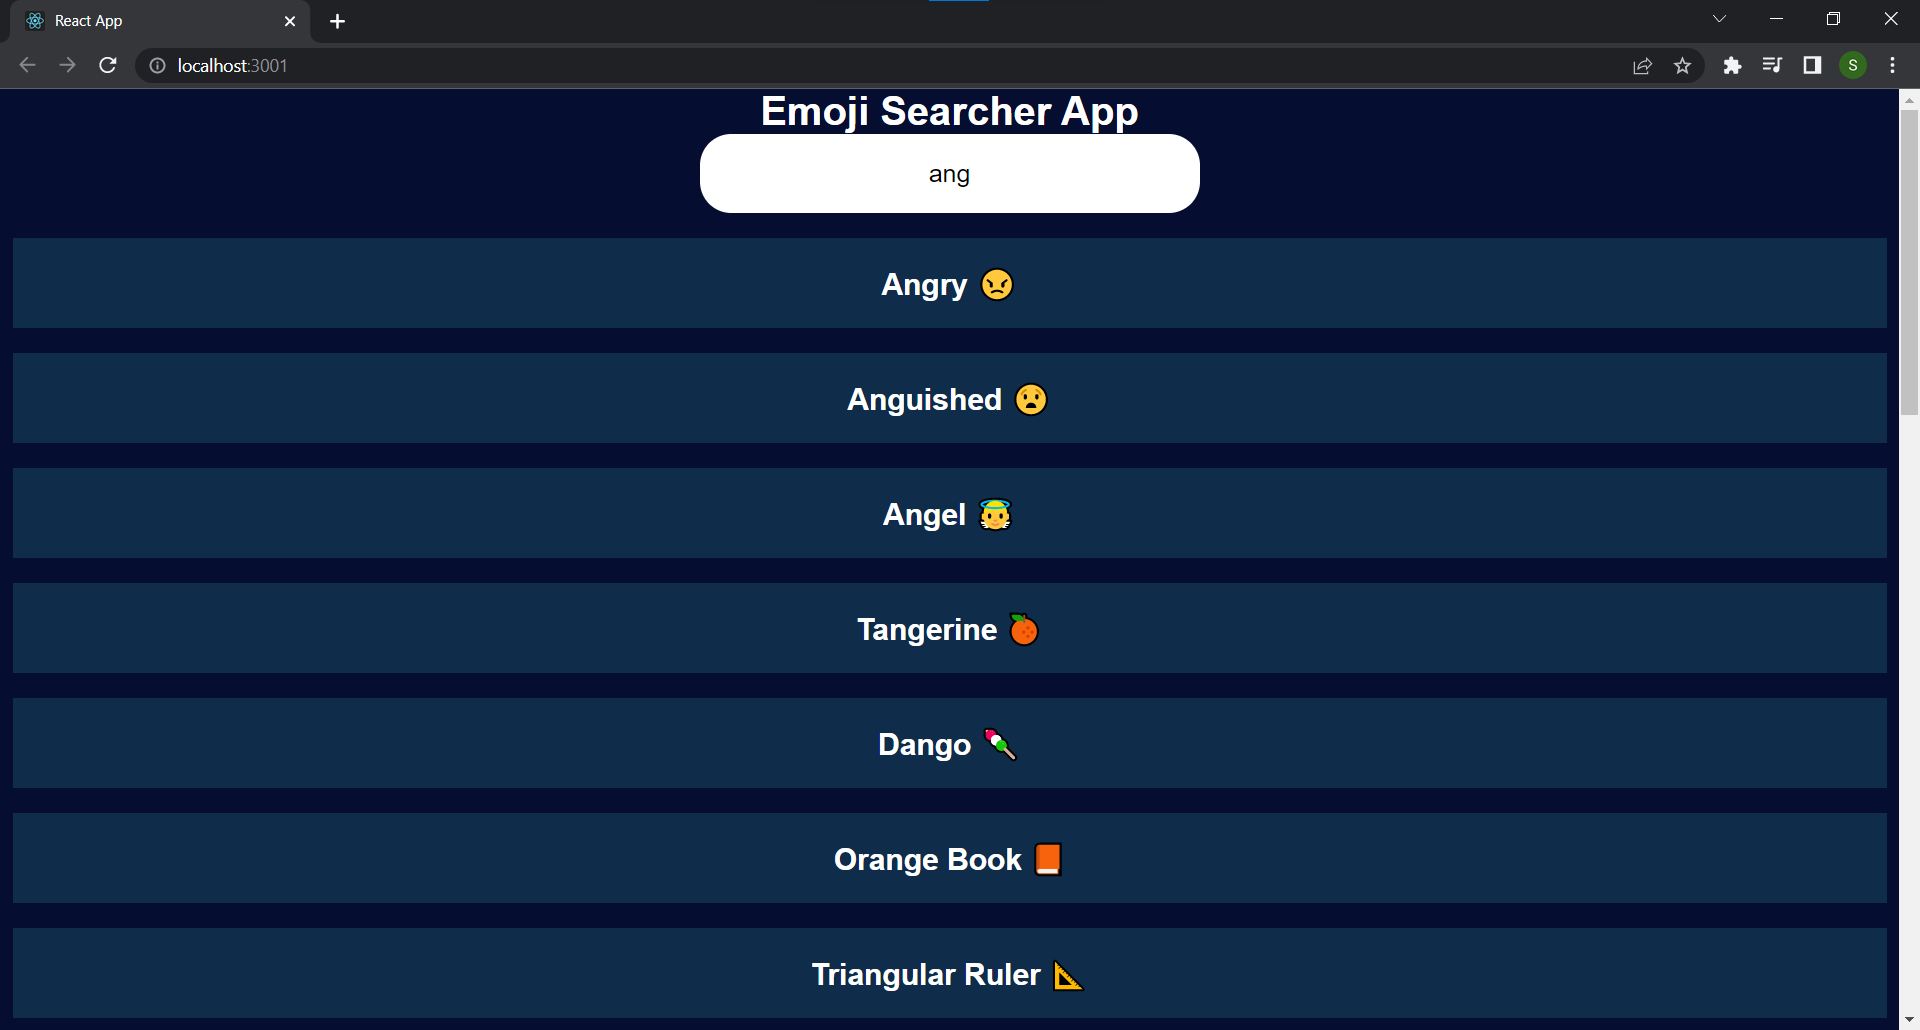 React App
localhost:3001
S
Emoji Searcher App
ang
Angry 😠
Anguished 😧
Angel 👼
Tangerine 🍊
Dango 🍡
Orange Book 📙
Triangular Ruler 📐